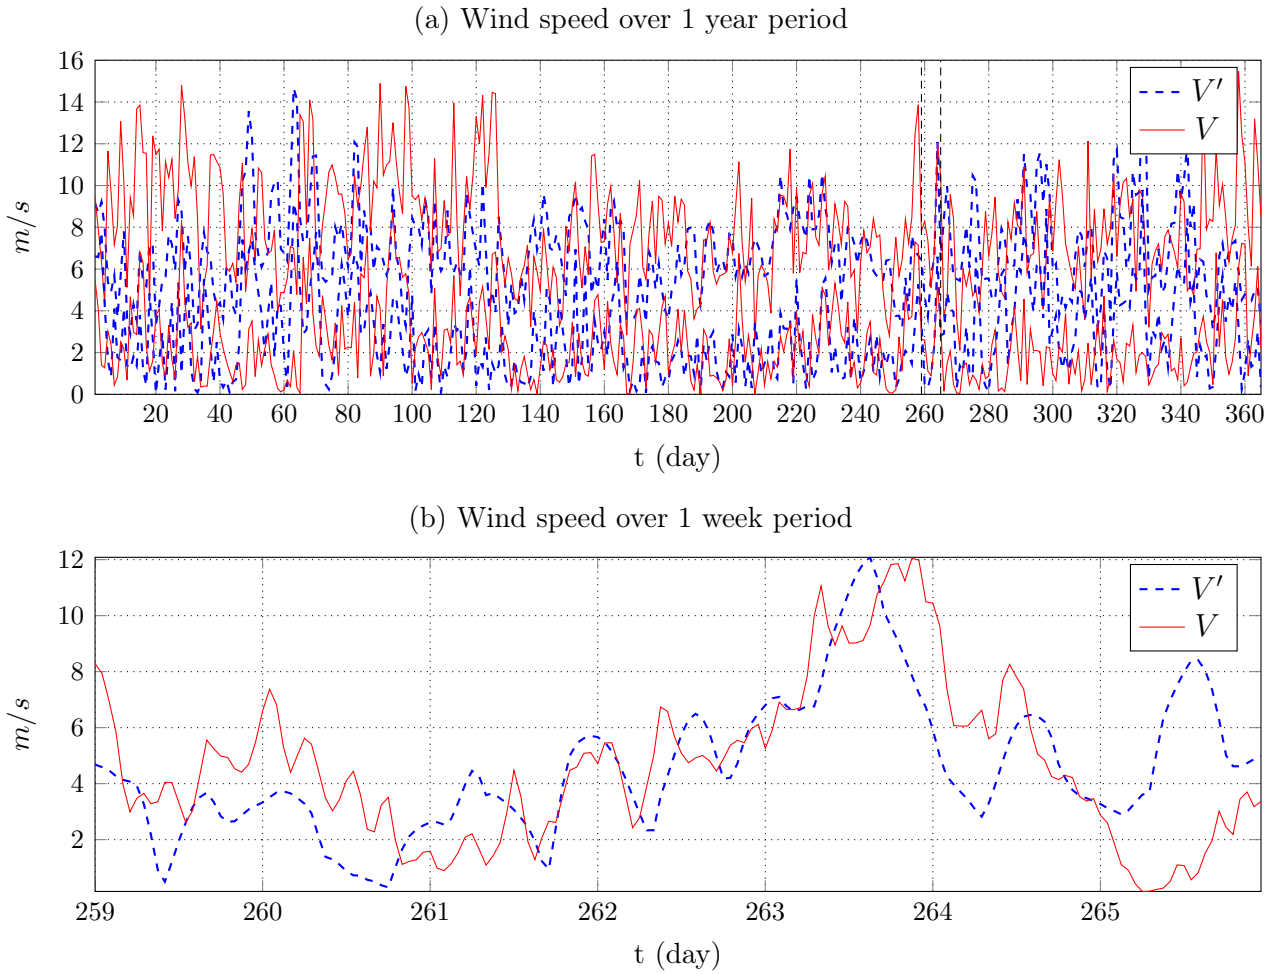 (a) Wind speed over 1 year period
16
14
12
10
8
6
4
2
0
m/s
V′
V
20 40 60 80 100 120 140 160 180 200 220 240 260 280 300 320 340 360
t (day)
(b) Wind speed over 1 week period
12
10
8
6
4
2
m/s
V′
V
259 260 261 262 263 264 265
t (day)